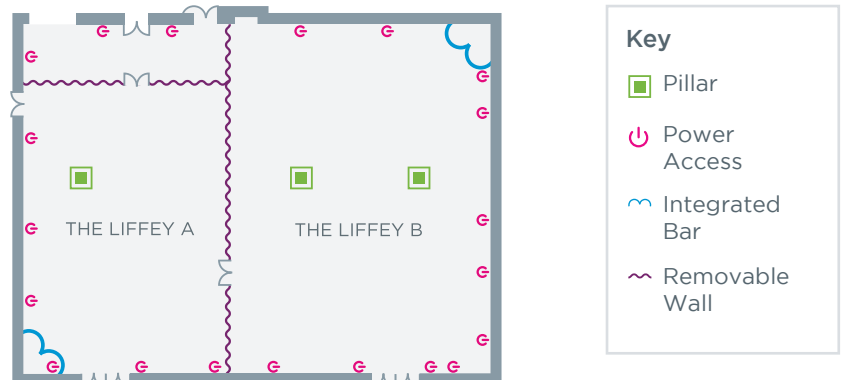 THE LIFFEY A
THE LIFFEY B
Key
Pillar
Power
Access
Integrated
Bar
Removable
Wall